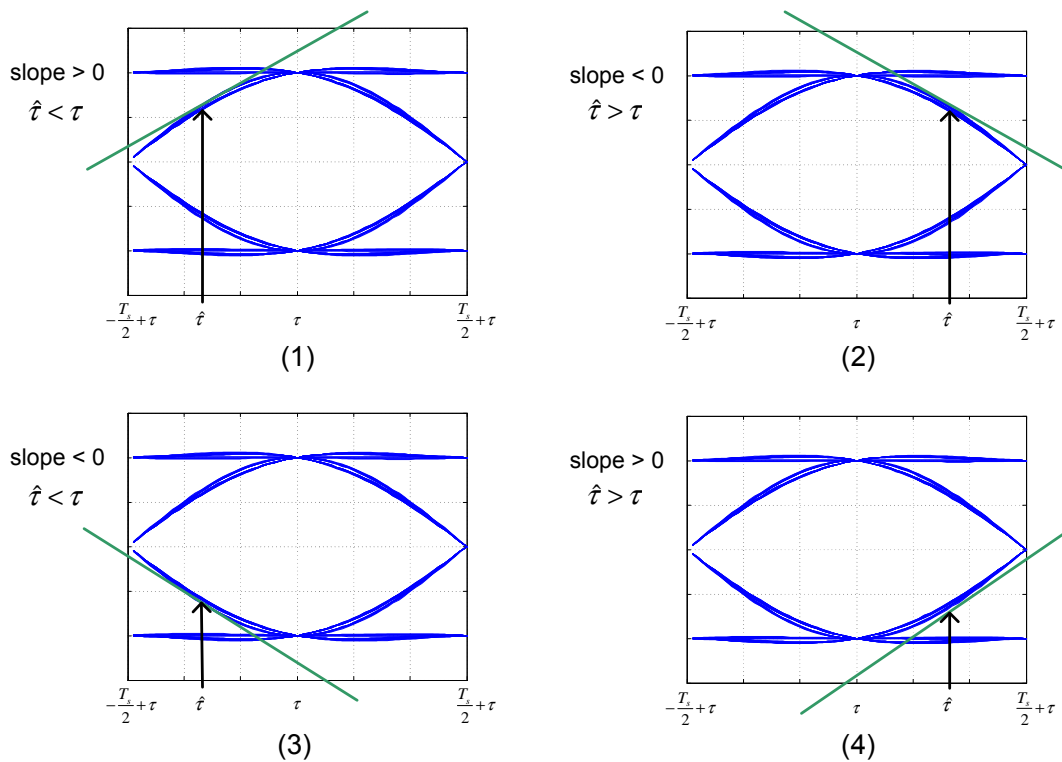 slope > 0
τ̂ < τ
−T_s/2 + τ
τ̂
τ
T_s/2 + τ
(1)
slope < 0
τ̂ > τ
−T_s/2 + τ
τ
τ̂
T_s/2 + τ
(2)
slope < 0
τ̂ < τ
−T_s/2 + τ
τ̂
τ
T_s/2 + τ
(3)
slope > 0
τ̂ > τ
−T_s/2 + τ
τ
τ̂
T_s/2 + τ
(4)